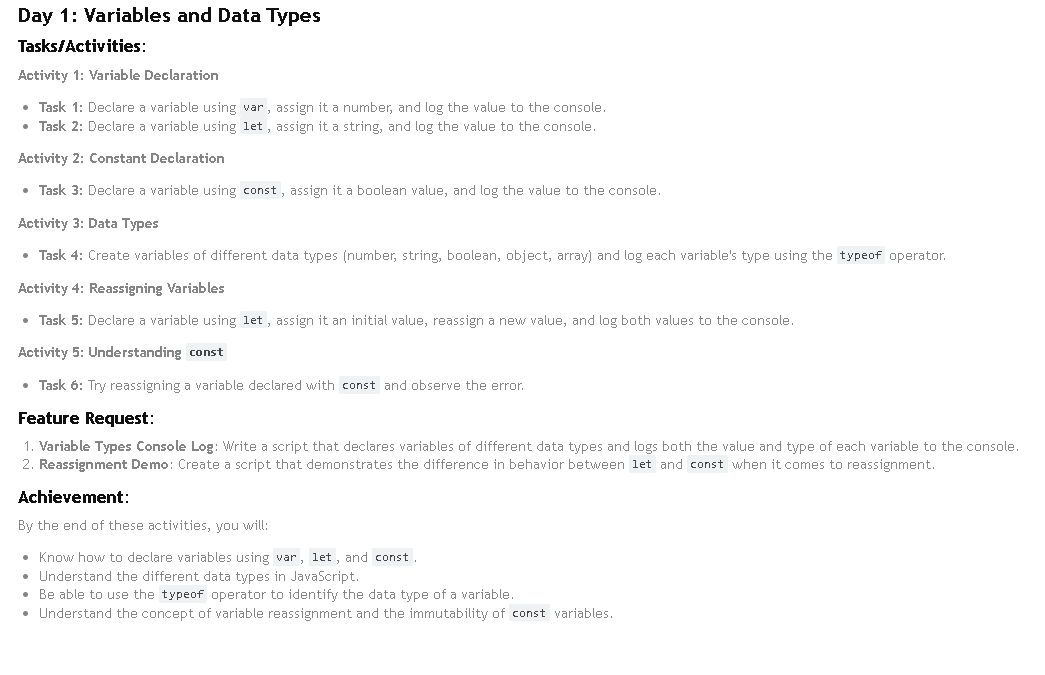 Day 1: Variables and Data Types
Tasks/Activities:
Activity 1: Variable Declaration
• Task 1: Declare a variable using var, assign it a number, and log the value to the console.
• Task 2: Declare a variable using let, assign it a string, and log the value to the console.
Activity 2: Constant Declaration
• Task 3: Declare a variable using const, assign it a boolean value, and log the value to the console.
Activity 3: Data Types
• Task 4: Create variables of different data types (number, string, boolean, object, array) and log each variable's type using the typeof operator.
Activity 4: Reassigning Variables
• Task 5: Declare a variable using let, assign it an initial value, reassign a new value, and log both values to the console.
Activity 5: Understanding const
• Task 6: Try reassigning a variable declared with const and observe the error.
Feature Request:
1. Variable Types Console Log: Write a script that declares variables of different data types and logs both the value and type of each variable to the console.
2. Reassignment Demo: Create a script that demonstrates the difference in behavior between let and const when it comes to reassignment.
Achievement:
By the end of these activities, you will:
• Know how to declare variables using var, let, and const.
• Understand the different data types in JavaScript.
• Be able to use the typeof operator to identify the data type of a variable.
• Understand the concept of variable reassignment and the immutability of const variables.